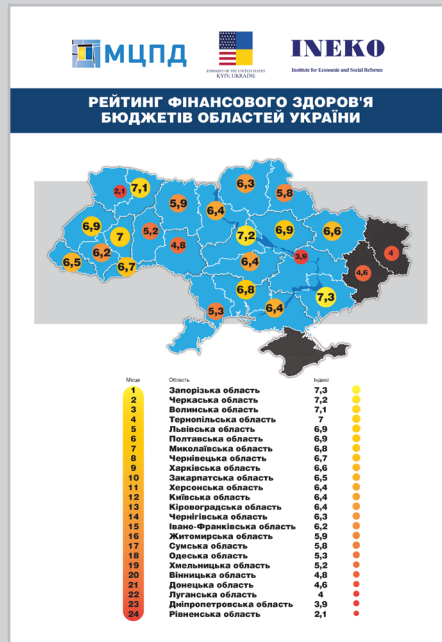 МЦПД
EMBASSY OF THE UNITED STATES
KYIV, UKRAINE
INEKO
Institute for Economic and Social Reforms
РЕЙТИНГ ФІНАНСОВОГО ЗДОРОВ'Я
БЮДЖЕТІВ ОБЛАСТЕЙ УКРАЇНИ
2,1
7,1
5,9
6,3
5,8
6,4
6,9
7
5,2
7,2
6,9
6,6
6,2
4,8
3,9
4
6,5
6,7
6,4
4,6
6,8
7,3
5,3
6,4
Місце Область Індекс
1 Запорізька область 7,3
2 Черкаська область 7,2
3 Волинська область 7,1
4 Тернопільська область 7
5 Львівська область 6,9
6 Полтавська область 6,9
7 Миколаївська область 6,8
8 Чернівецька область 6,7
9 Харківська область 6,6
10 Закарпатська область 6,5
11 Херсонська область 6,4
12 Київська область 6,4
13 Кіровоградська область 6,4
14 Чернігівська область 6,3
15 Івано-Франківська область 6,2
16 Житомирська область 5,9
17 Сумська область 5,8
18 Одеська область 5,3
19 Хмельницька область 5,2
20 Вінницька область 4,8
21 Донецька область 4,6
22 Луганська область 4
23 Дніпропетровська область 3,9
24 Рівненська область 2,1